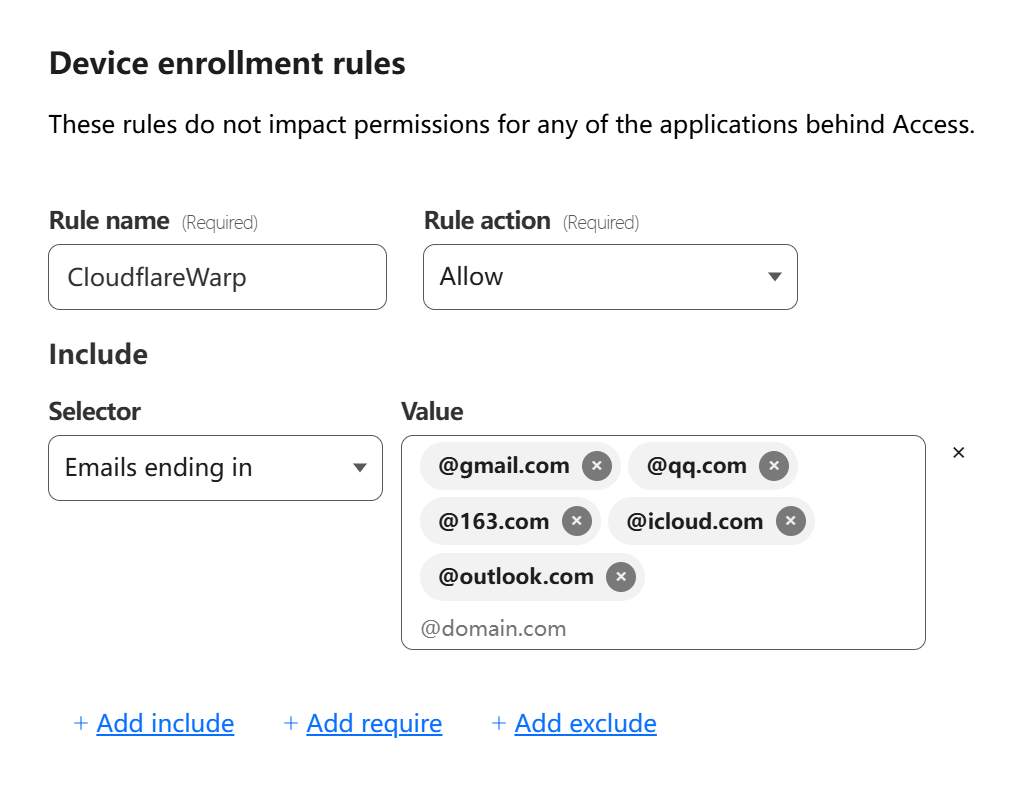 Device enrollment rules
These rules do not impact permissions for any of the applications behind Access.
Rule name (Required)
Rule action (Required)
CloudflareWarp
Allow
Include
Selector
Value
Emails ending in
@gmail.com @qq.com
@163.com @icloud.com
@outlook.com
@domain.com
+ Add include + Add require + Add exclude